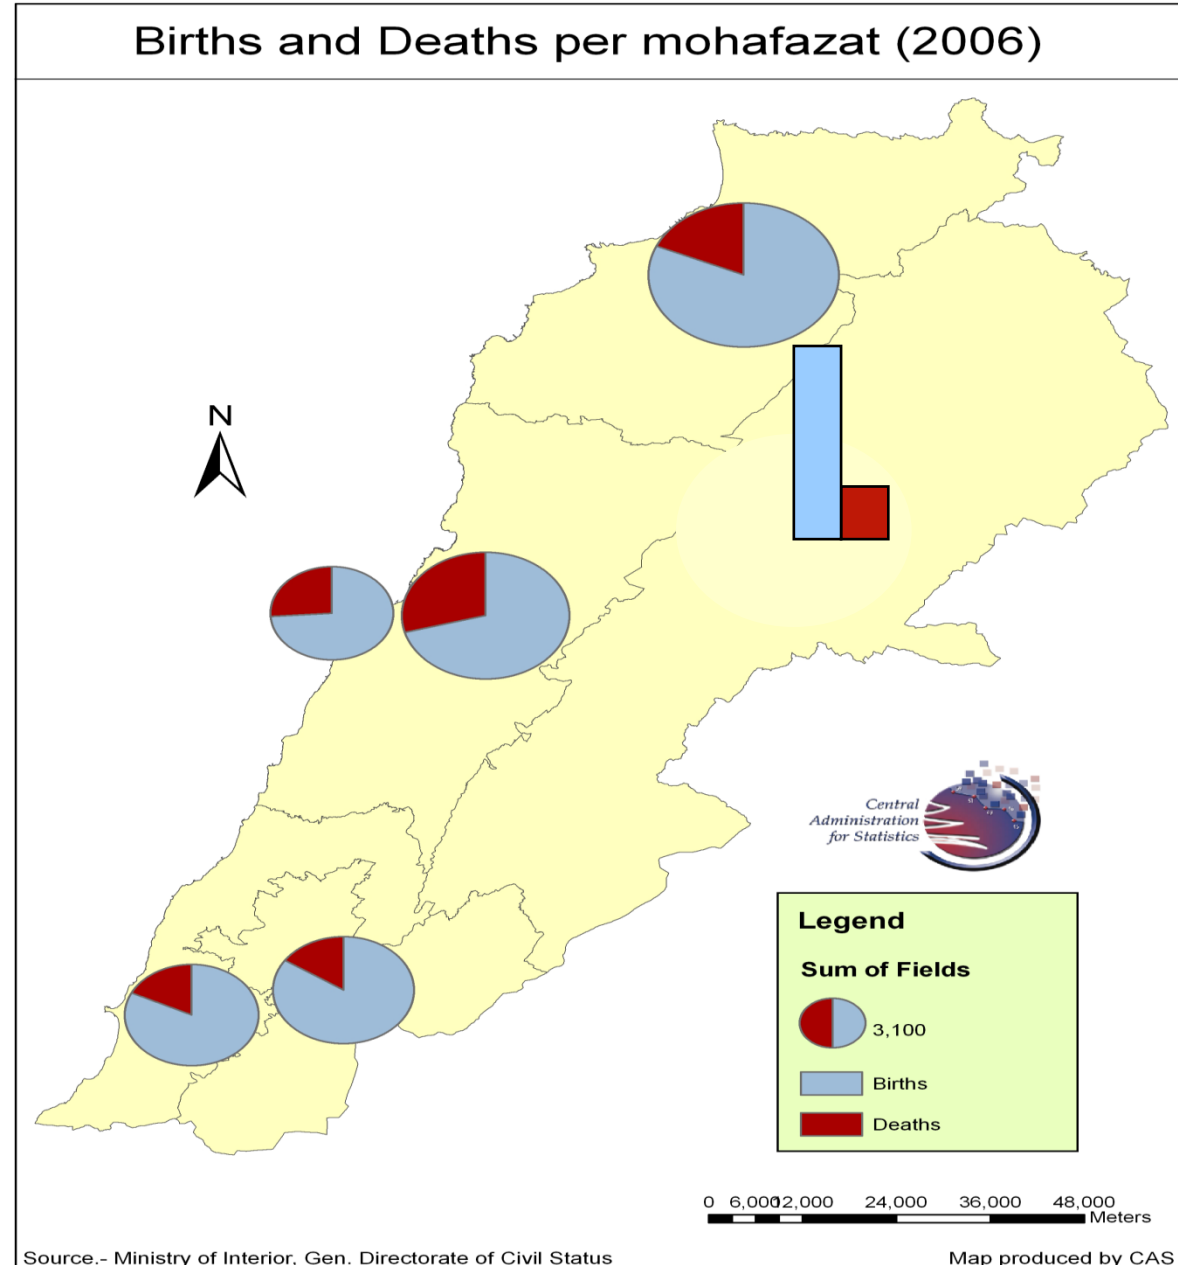 Births and Deaths per mohafazat (2006)
N
Central
Administration
for Statistics
Legend
Sum of Fields
3,100
Births
Deaths
0 6,000 12,000 24,000 36,000 48,000
Meters
Source.- Ministry of Interior, Gen. Directorate of Civil Status
Map produced by CAS